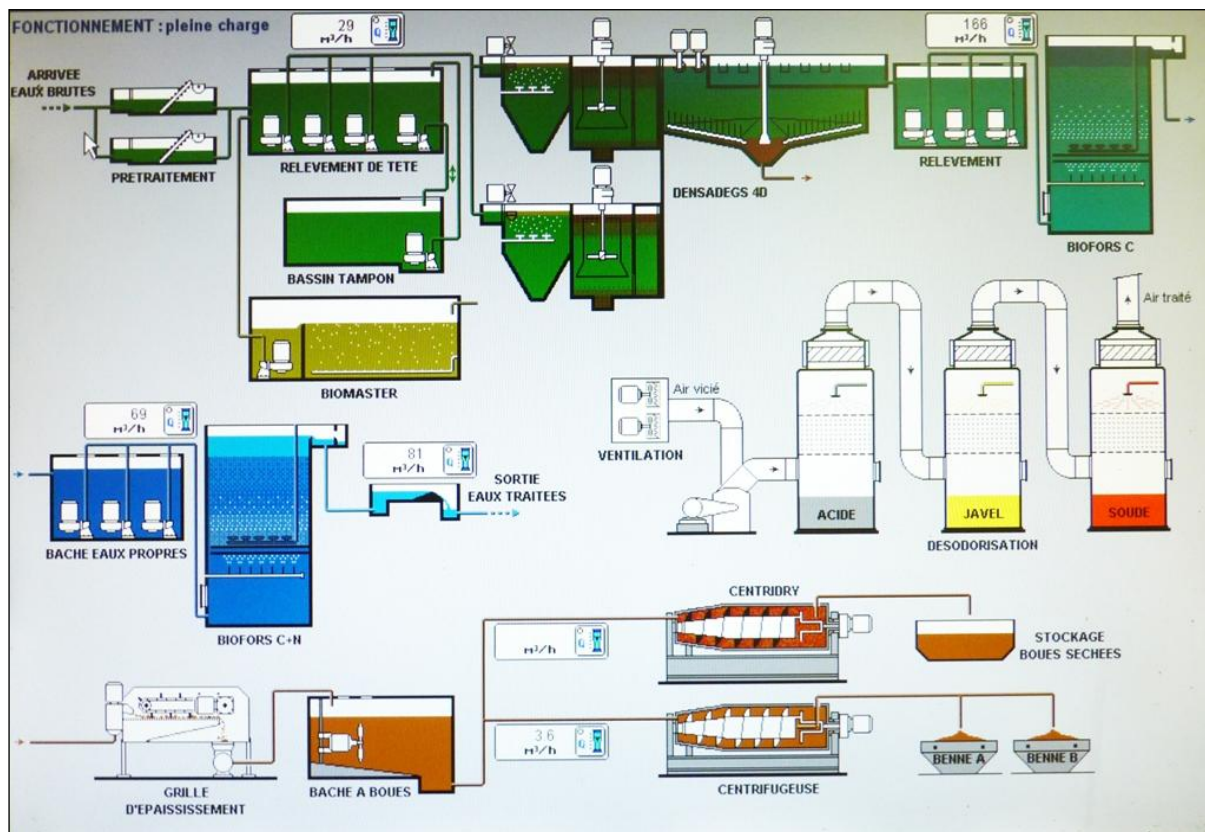 FONCTIONNEMENT : pleine charge
29
m³/h
166
m³/h
ARRIVEE
EAUX BRUTES
PRETRAITEMENT
RELEVEMENT DE TETE
DENSADEGS 4D
RELEVEMENT
BIOFORS C
BASSIN TAMPON
BIOMASTER
Air traité
Air vicié
VENTILATION
69
m³/h
81
m³/h
SORTIE
EAUX TRAITEES
ACIDE
JAVEL
SOUDE
DESODORISATION
BACHE EAUX PROPRES
BIOFORS C+N
CENTRIDRY
m³/h
STOCKAGE
BOUES SECHEES
3.6
m³/h
BENNE A
BENNE B
GRILLE
D'EPAISSISSEMENT
BACHE A BOUES
CENTRIFUGEUSE